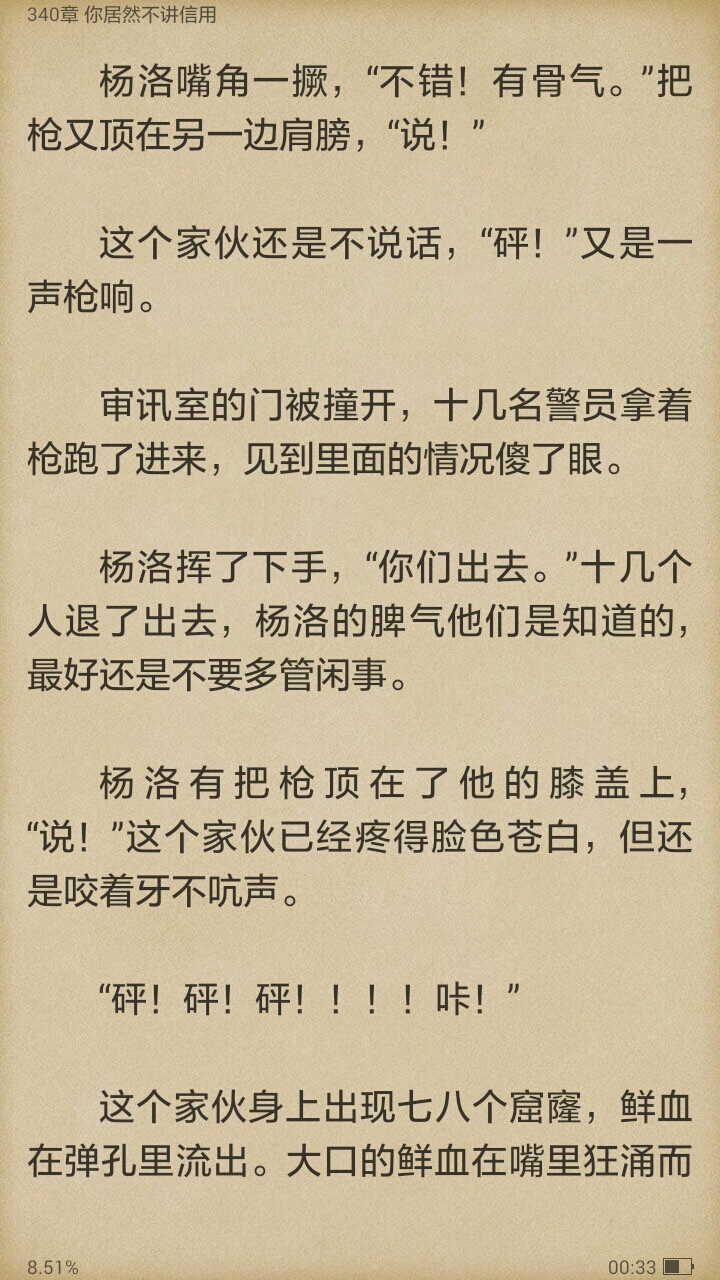 340章 你居然不讲信用
杨洛嘴角一撅，“不错！有骨气。”把
枪又顶在另一边肩膀，“说！”
这个家伙还是不说话，“砰！”又是一
声枪响。
审讯室的门被撞开，十几名警员拿着
枪跑了进来，见到里面的情况傻了眼。
杨洛挥了下手，“你们出去。”十几个
人退了出去，杨洛的脾气他们是知道的，
最好还是不要多管闲事。
杨洛有把枪顶在了他的膝盖上，
“说！”这个家伙已经疼得脸色苍白，但还
是咬着牙不吭声。
“砰！砰！砰！！！！咔！”
这个家伙身上出现七八个窟窿，鲜血
在弹孔里流出。大口的鲜血在嘴里狂涌而
8.51%
00:33